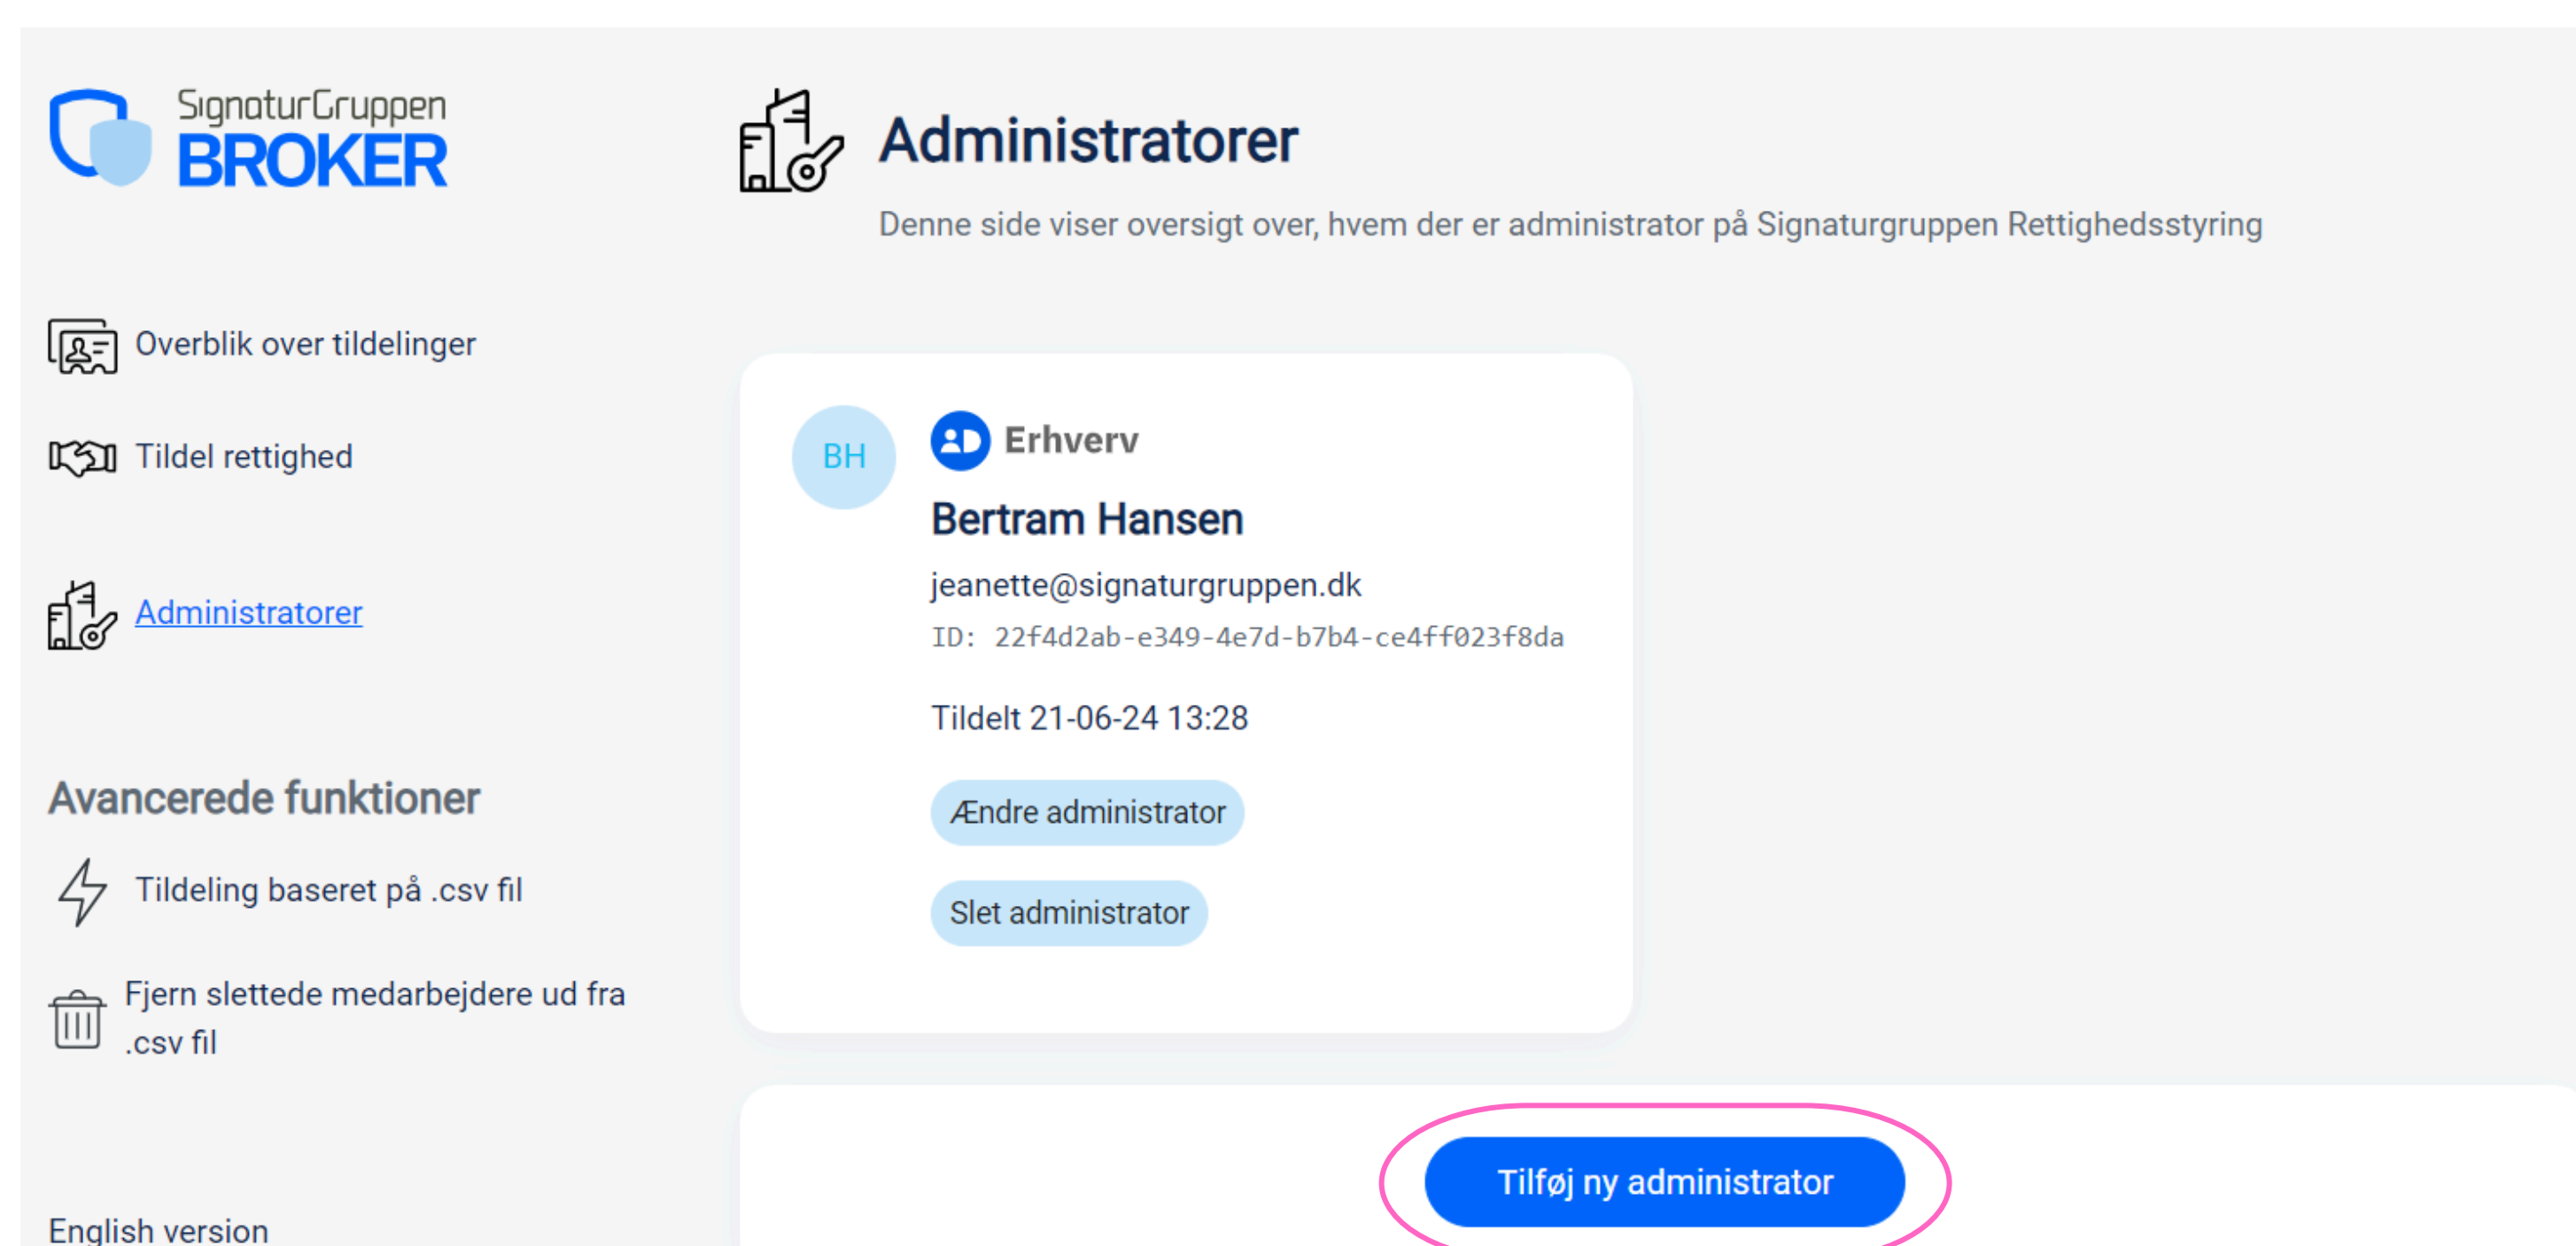 SignaturGruppen
BROKER
Overblik over tildelinger
Tildel rettighed
Administratorer
Avancerede funktioner
Tildeling baseret på .csv fil
Fjern slettede medarbejdere ud fra
.csv fil
English version
Administratorer
Denne side viser oversigt over, hvem der er administrator på Signaturgruppen Rettighedsstyring
BH
Erhverv
Bertram Hansen
jeanette@signaturgruppen.dk
ID: 22f4d2ab-e349-4e7d-b7b4-ce4ff023f8da
Tildelt 21-06-24 13:28
Ændre administrator
Slet administrator
Tilføj ny administrator